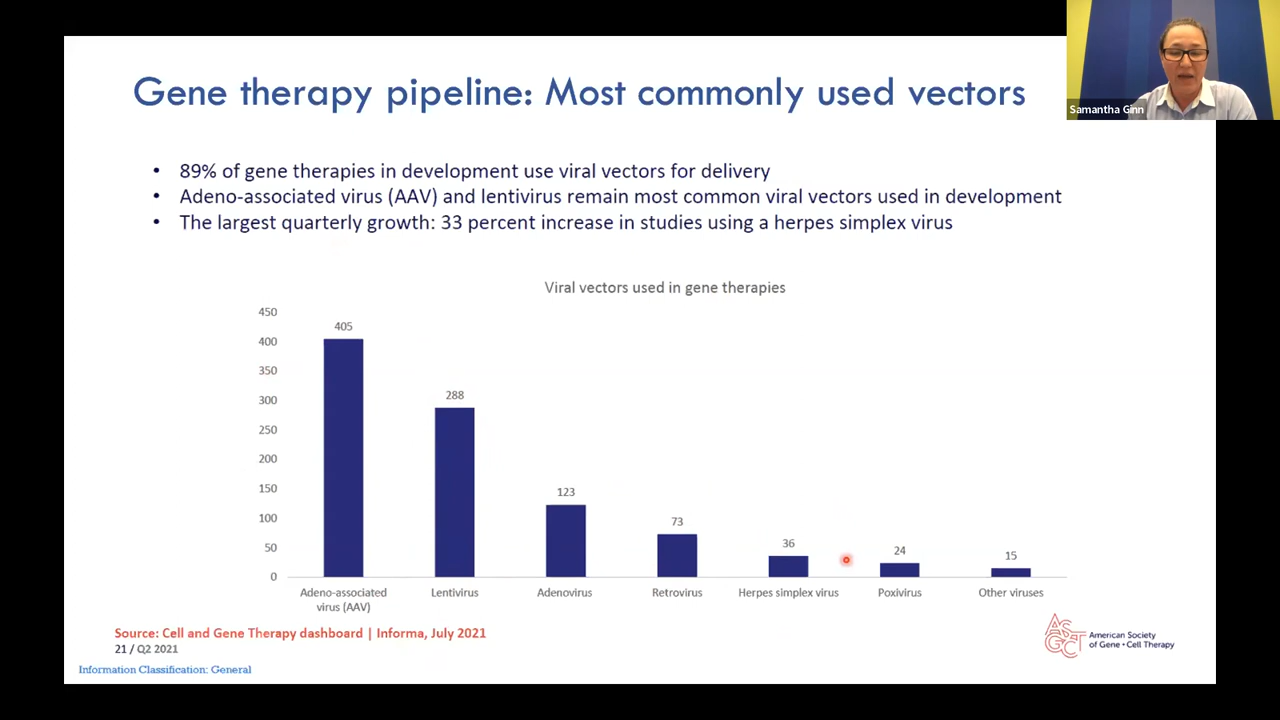 Gene therapy pipeline: Most commonly used vectors
Samantha Ginn
• 89% of gene therapies in development use viral vectors for delivery
• Adeno-associated virus (AAV) and lentivirus remain most common viral vectors used in development
• The largest quarterly growth: 33 percent increase in studies using a herpes simplex virus
Viral vectors used in gene therapies
450
400
350
300
250
200
150
100
50
0
405
288
123
73
36
24
15
Adeno-associated
virus (AAV)
Lentivirus
Adenovirus
Retrovirus
Herpes simplex virus
Poxivirus
Other viruses
Source: Cell and Gene Therapy dashboard | Informa, July 2021
21 / Q2 2021
Information Classification: General
ASGCT
American Society
of Gene + Cell Therapy